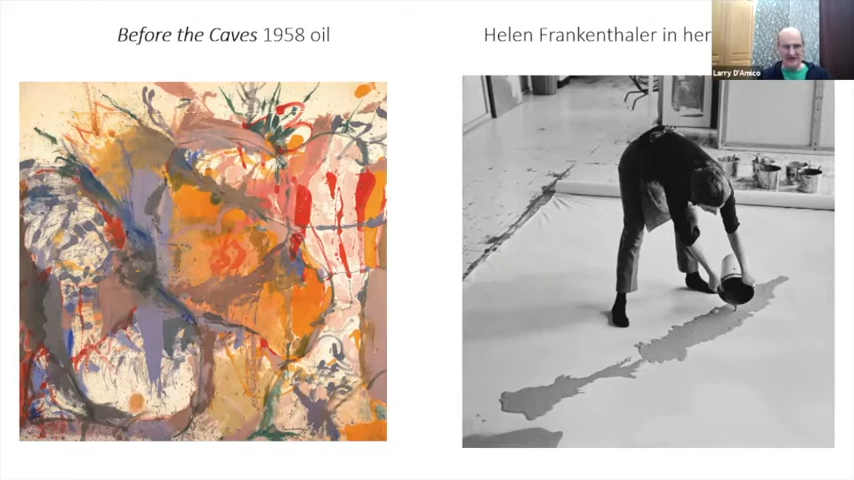 Before the Caves 1958 oil
Helen Frankenthaler in her
Larry D'Amico